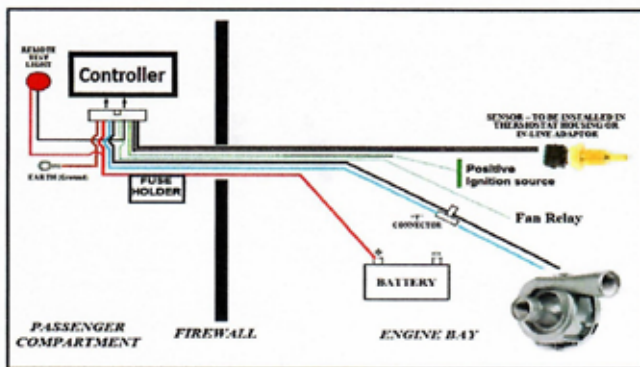 REMOTE
TEST
LIGHT
Controller
SENSOR – TO BE INSTALLED IN
THERMOSTAT HOUSING OR
IN-LINE ADAPTOR
EARTH (Ground)
FUSE
HOLDER
Positive
Ignition source
Fan Relay
CONNECTOR
+
BATTERY
PASSENGER
COMPARTMENT
FIREWALL
ENGINE BAY